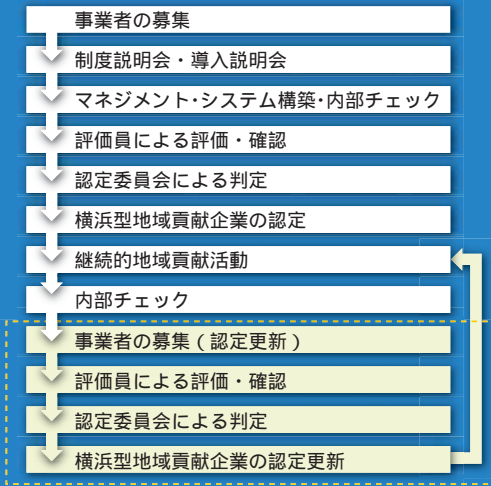 事業者の募集
制度説明会・導入説明会
マネジメント・システム構築・内部チェック
評価員による評価・確認
認定委員会による判定
横浜型地域貢献企業の認定
継続的地域貢献活動
内部チェック
事業者の募集(認定更新)
評価員による評価・確認
認定委員会による判定
横浜型地域貢献企業の認定更新